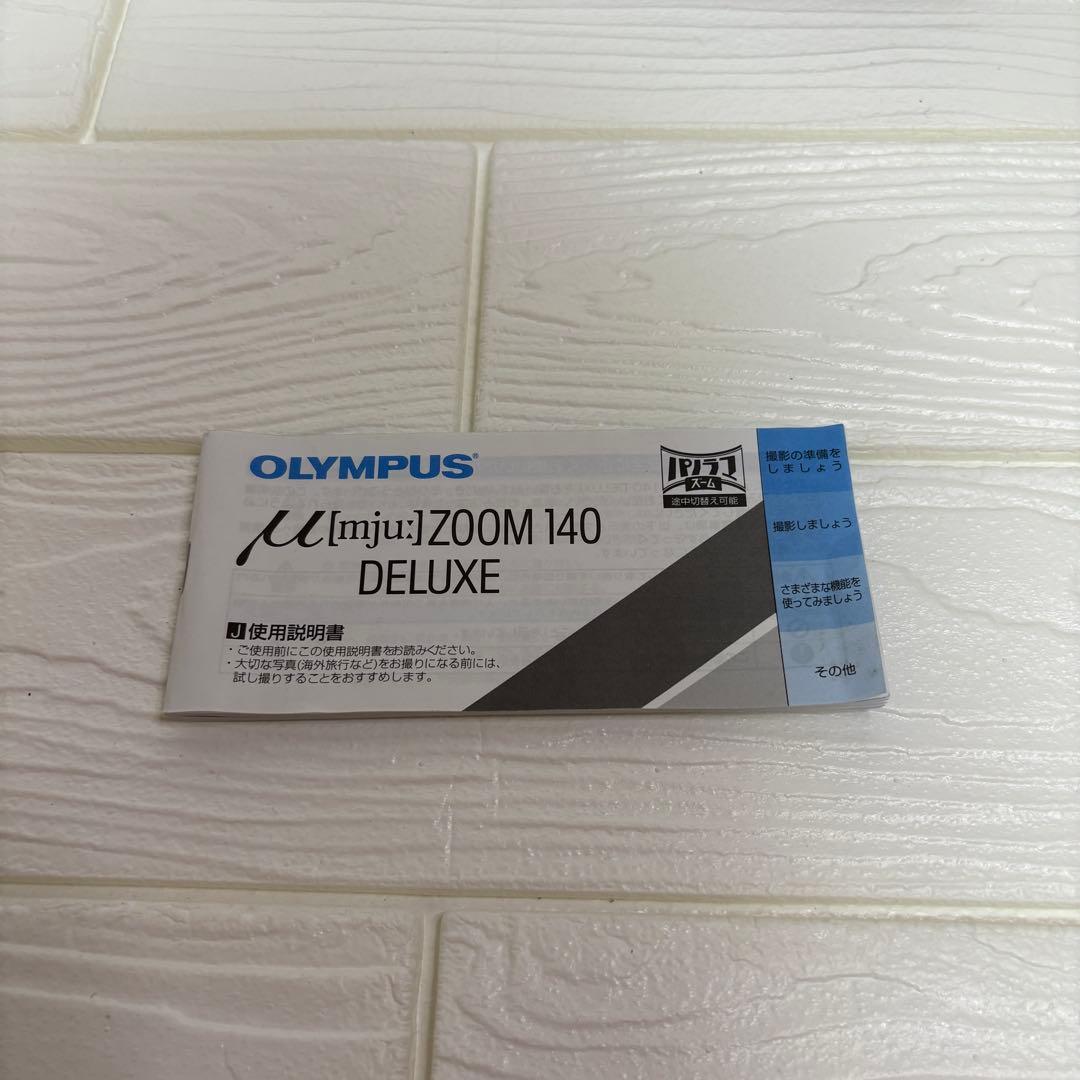 OLYMPUS®
μ[mju:]ZOOM 140
DELUXE
パノラマ
ズーム
途中切替え可能
J 使用説明書
・ご使用前にこの使用説明書をお読みください。
・大切な写真(海外旅行など)をお撮りになる前には、
試し撮りすることをおすすめします。
撮影の準備を
しましょう
撮影しましょう
さまざまな機能を
使ってみましょう
その他